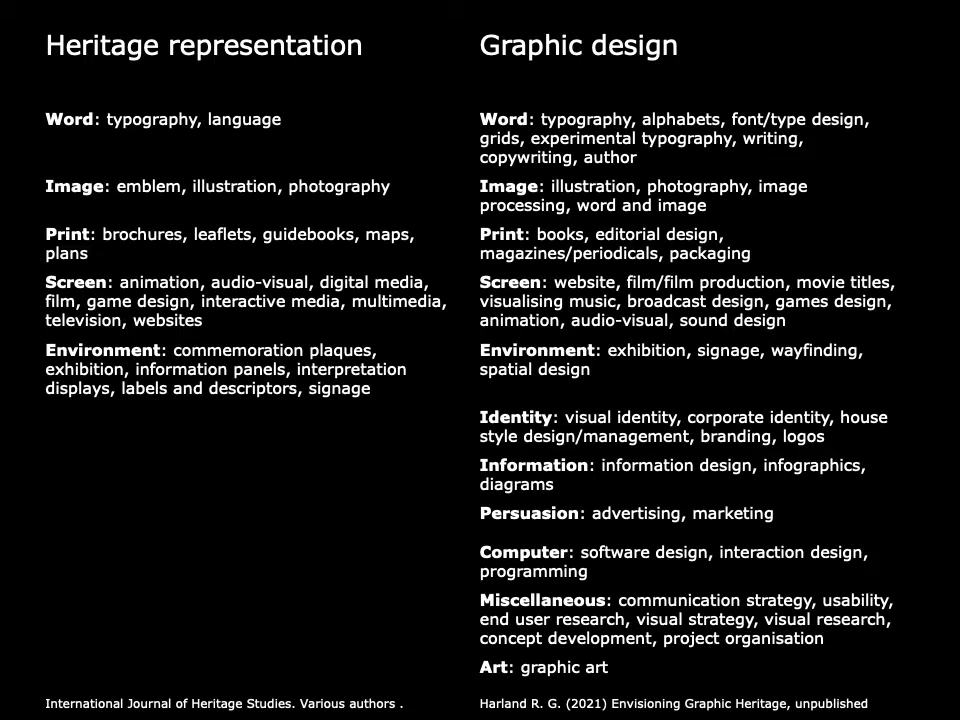 Heritage representation
Word: typography, language
Image: emblem, illustration, photography
Print: brochures, leaflets, guidebooks, maps,
plans
Screen: animation, audio-visual, digital media,
film, game design, interactive media, multimedia,
television, websites
Environment: commemoration plaques,
exhibition, information panels, interpretation
displays, labels and descriptors, signage
International Journal of Heritage Studies. Various authors .
Graphic design
Word: typography, alphabets, font/type design,
grids, experimental typography, writing,
copywriting, author
Image: illustration, photography, image
processing, word and image
Print: books, editorial design,
magazines/periodicals, packaging
Screen: website, film/film production, movie titles,
visualising music, broadcast design, games design,
animation, audio-visual, sound design
Environment: exhibition, signage, wayfinding,
spatial design
Identity: visual identity, corporate identity, house
style design/management, branding, logos
Information: information design, infographics,
diagrams
Persuasion: advertising, marketing
Computer: software design, interaction design,
programming
Miscellaneous: communication strategy, usability,
end user research, visual strategy, visual research,
concept development, project organisation
Art: graphic art
Harland R. G. (2021) Envisioning Graphic Heritage, unpublished